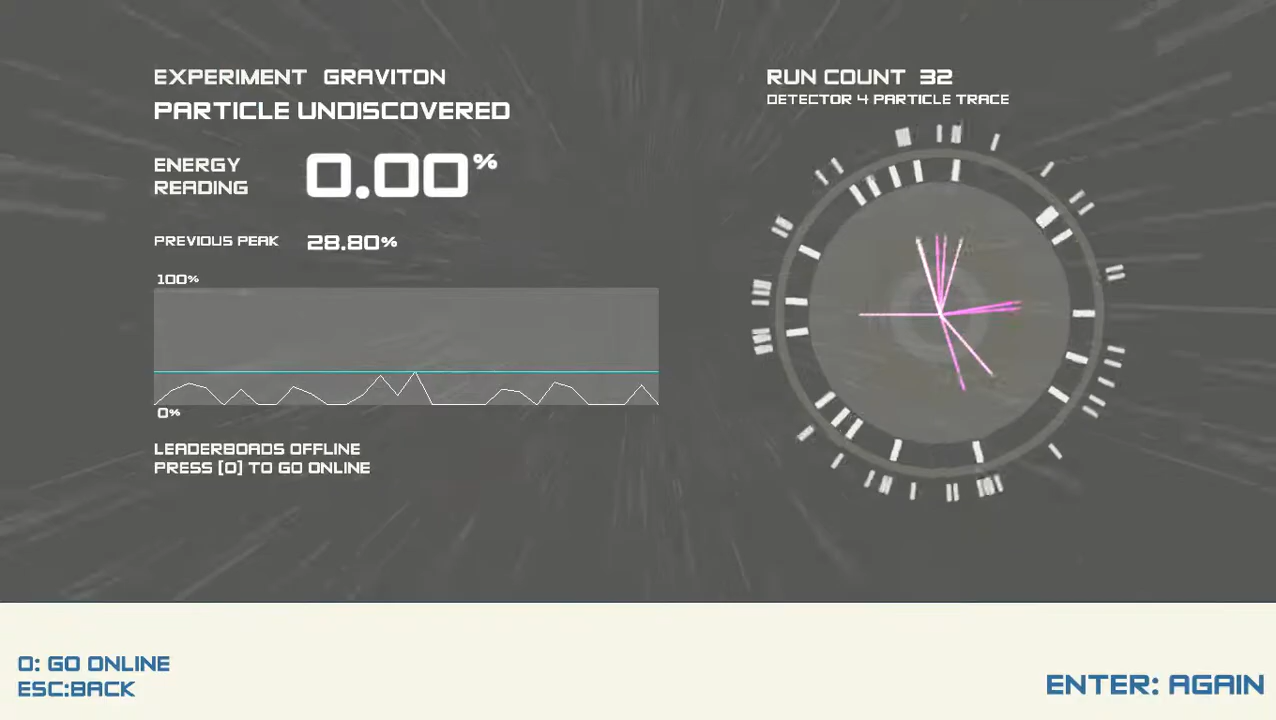 EXPERIMENT GRAVITON
PARTICLE UNDISCOVERED
ENERGY
READING
0.00%
PREVIOUS PEAK 28.80%
100%
0%
LEADERBOARDS OFFLINE
PRESS [O] TO GO ONLINE
RUN COUNT 32
DETECTOR 4 PARTICLE TRACE
O: GO ONLINE
ESC:BACK
ENTER: AGAIN